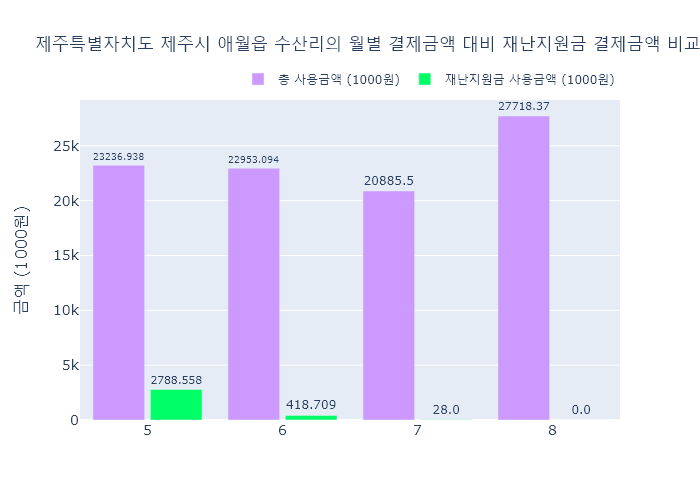 제주특별자치도 제주시 애월읍 수산리의 월별 결제금액 대비 재난지원금 결제금액 비교
총 사용금액 (1000원) 재난지원금 사용금액 (1000원)
금액 (1000원)
25k
20k
15k
10k
5k
0
23236.938
2788.558
22953.094
418.709
20885.5
28.0
27718.37
0.0
5 6 7 8